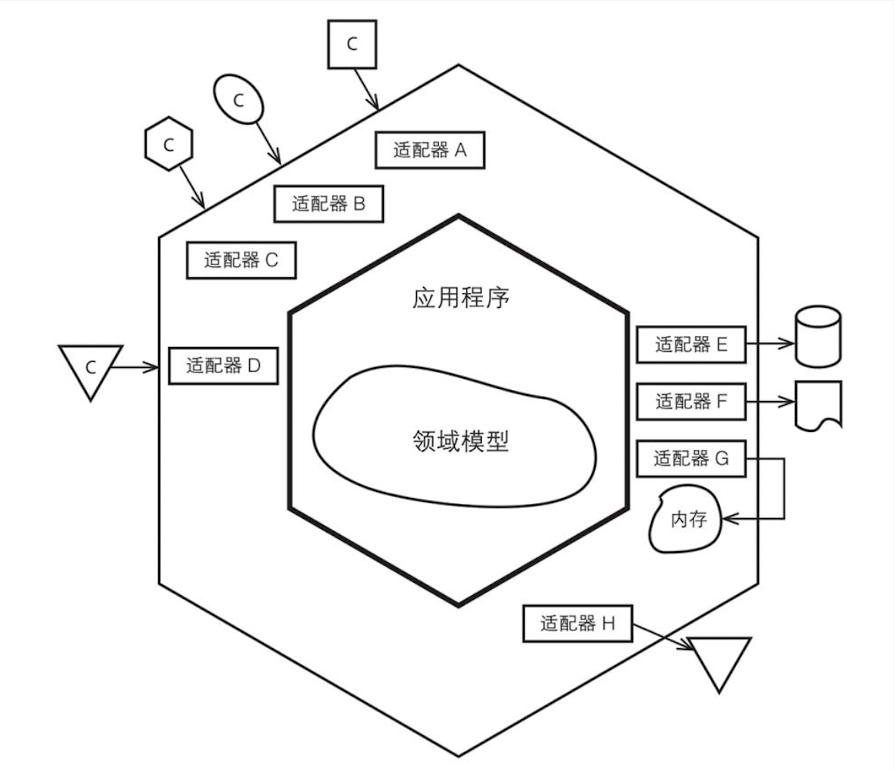 C
C
C
适配器 A
适配器 B
适配器 C
应用程序
适配器 E
C
适配器 D
适配器 F
领域模型
适配器 G
内存
适配器 H